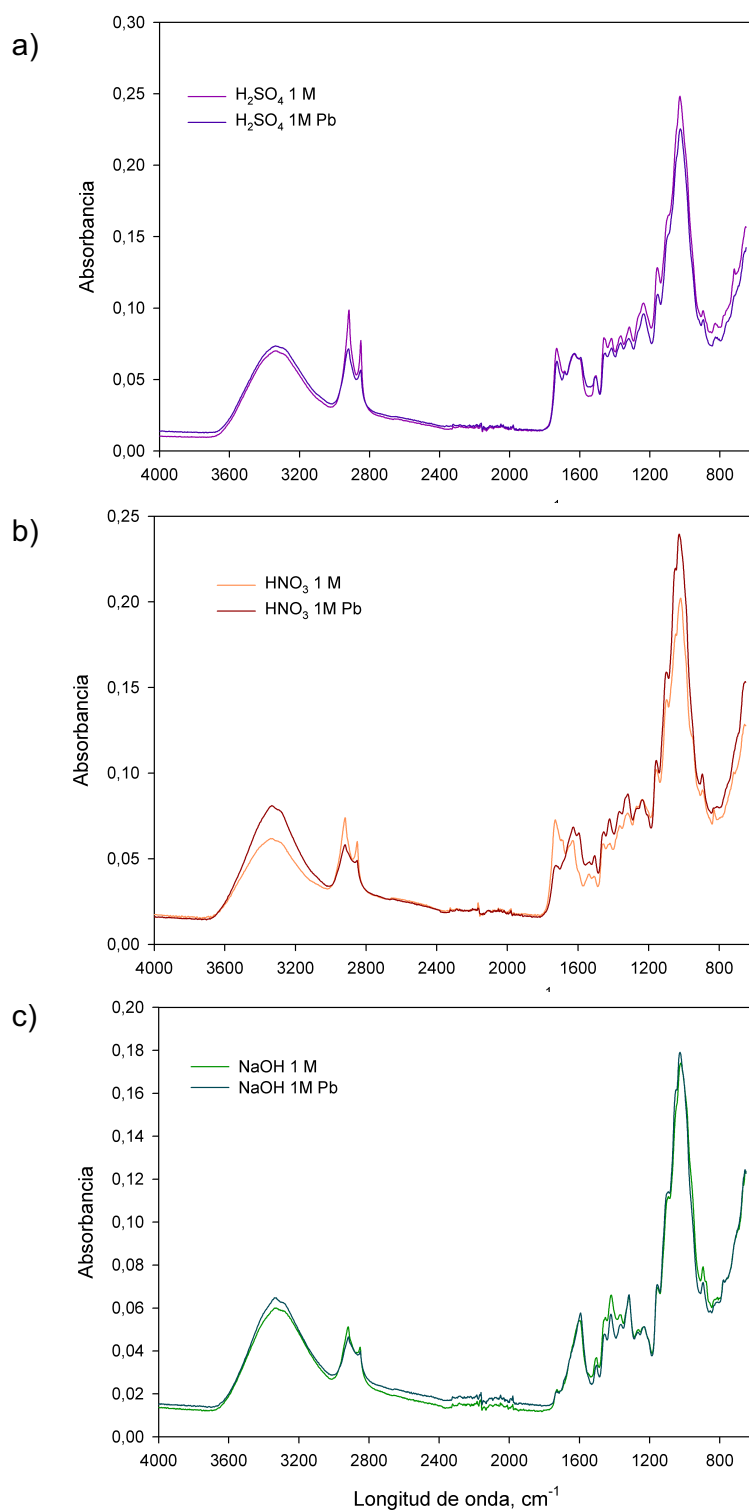 a)
0,30
0,25
0,20
0,15
0,10
0,05
0,00
Absorbancia
H₂SO₄ 1 M
H₂SO₄ 1M Pb
4000 3600 3200 2800 2400 2000 1600 1200 800
b)
0,25
0,20
0,15
0,10
0,05
0,00
Absorbancia
HNO₃ 1 M
HNO₃ 1M Pb
4000 3600 3200 2800 2400 2000 1600 1200 800
c)
0,20
0,18
0,16
0,14
0,12
0,10
0,08
0,06
0,04
0,02
0,00
Absorbancia
NaOH 1 M
NaOH 1M Pb
4000 3600 3200 2800 2400 2000 1600 1200 800
Longitud de onda, cm⁻¹